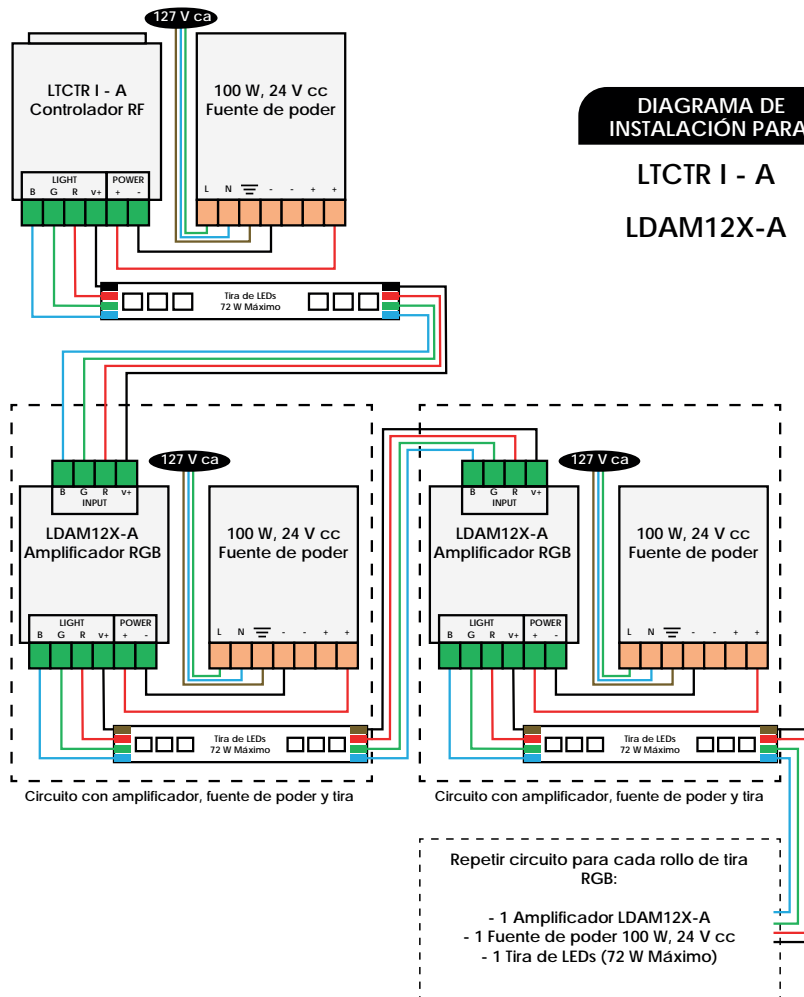 127 V ca
LTCTR I - A
Controlador RF
100 W, 24 V cc
Fuente de poder
DIAGRAMA DE
INSTALACIÓN PARA
LTCTR I - A
LDAM12X-A
LIGHT POWER
B G R V+ + -
L N - - + +
Tira de LEDs
72 W Máximo
127 V ca
B G R V+
INPUT
LDAM12X-A
Amplificador RGB
100 W, 24 V cc
Fuente de poder
LIGHT POWER
B G R V+ + -
L N - - + +
Tira de LEDs
72 W Máximo
Circuito con amplificador, fuente de poder y tira
127 V ca
B G R V+
INPUT
LDAM12X-A
Amplificador RGB
100 W, 24 V cc
Fuente de poder
LIGHT POWER
B G R V+ + -
L N - - + +
Tira de LEDs
72 W Máximo
Circuito con amplificador, fuente de poder y tira
Repetir circuito para cada rollo de tira
RGB:
- 1 Amplificador LDAM12X-A
- 1 Fuente de poder 100 W, 24 V cc
- 1 Tira de LEDs (72 W Máximo)